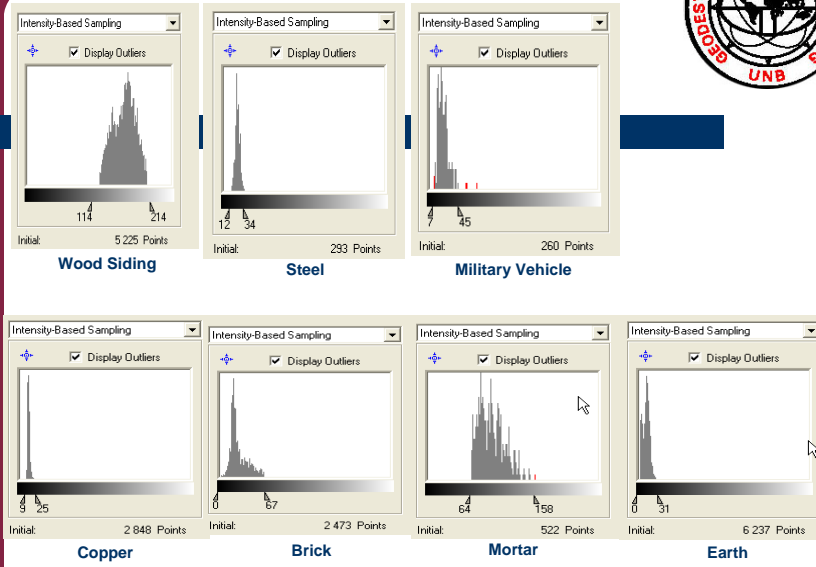 Intensity-Based Sampling
Display Outliers
114 214
Initial: 5 225 Points
Wood Siding
Intensity-Based Sampling
Display Outliers
12 34
Initial: 293 Points
Steel
Intensity-Based Sampling
Display Outliers
7 45
Initial: 260 Points
Military Vehicle
UNB
Intensity-Based Sampling
Display Outliers
9 25
Initial: 2 848 Points
Copper
Intensity-Based Sampling
Display Outliers
0 67
Initial: 2 473 Points
Brick
Intensity-Based Sampling
Display Outliers
64 158
Initial: 522 Points
Mortar
Intensity-Based Sampling
Display Outliers
0 31
Initial: 6 237 Points
Earth